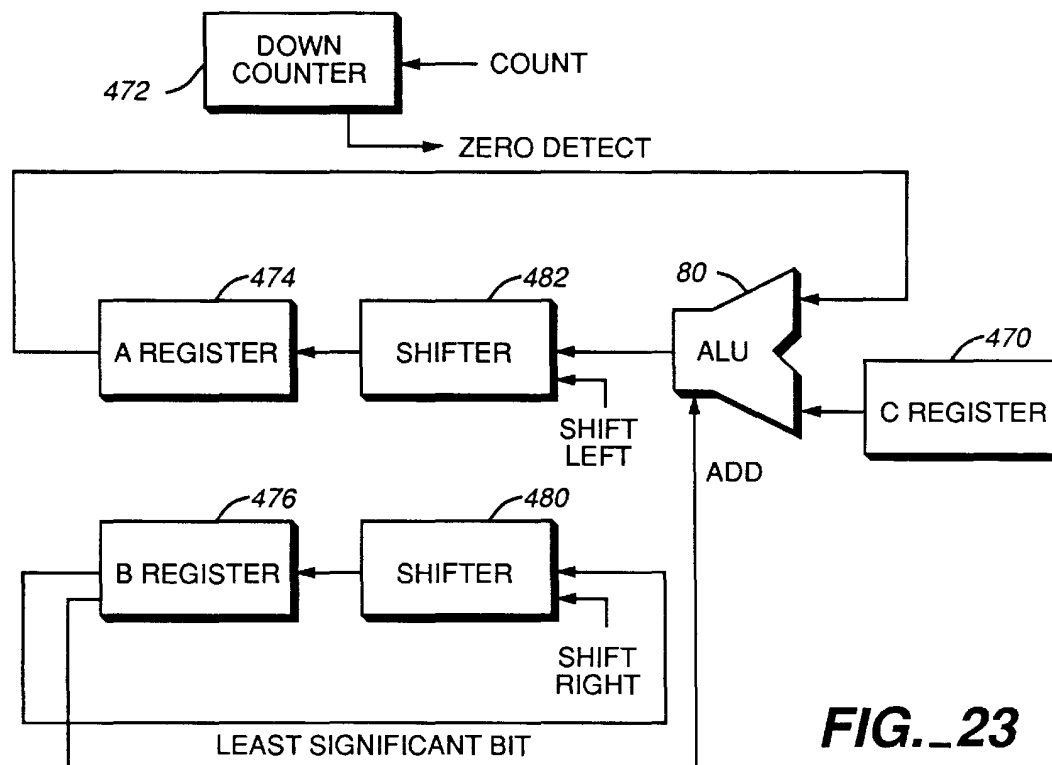 DOWN
COUNTER
COUNT
472
ZERO DETECT
474
482
80
470
A REGISTER
SHIFTER
ALU
C REGISTER
SHIFT
LEFT
ADD
476
480
B REGISTER
SHIFTER
SHIFT
RIGHT
LEAST SIGNIFICANT BIT
FIG._23